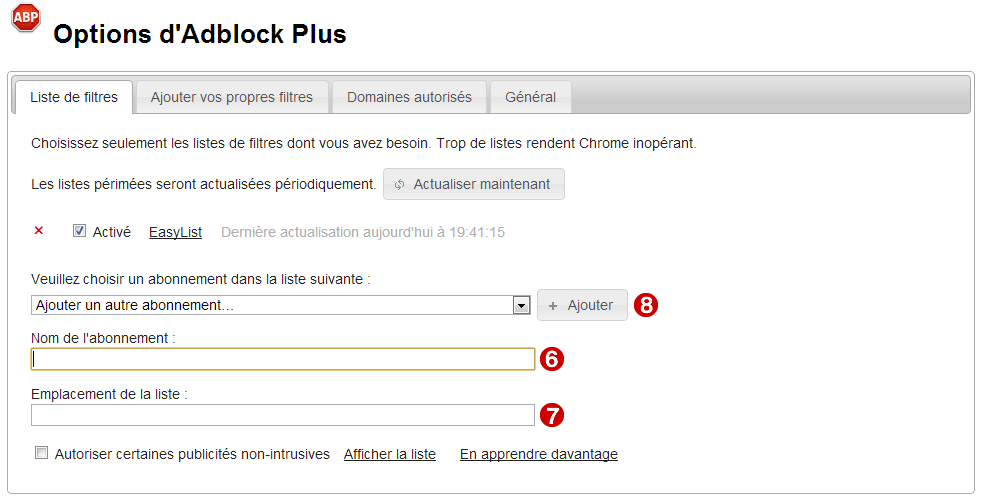 ABP
Options d'Adblock Plus
Liste de filtres Ajouter vos propres filtres Domaines autorisés Général
Choisissez seulement les listes de filtres dont vous avez besoin. Trop de listes rendent Chrome inopérant.
Les listes périmées seront actualisées périodiquement. Actualiser maintenant
Activé EasyList Dernière actualisation aujourd'hui à 19:41:15
Veuillez choisir un abonnement dans la liste suivante :
Ajouter un autre abonnement... + Ajouter 8
Nom de l'abonnement :
6
Emplacement de la liste :
7
Autoriser certaines publicités non-intrusives Afficher la liste En apprendre davantage